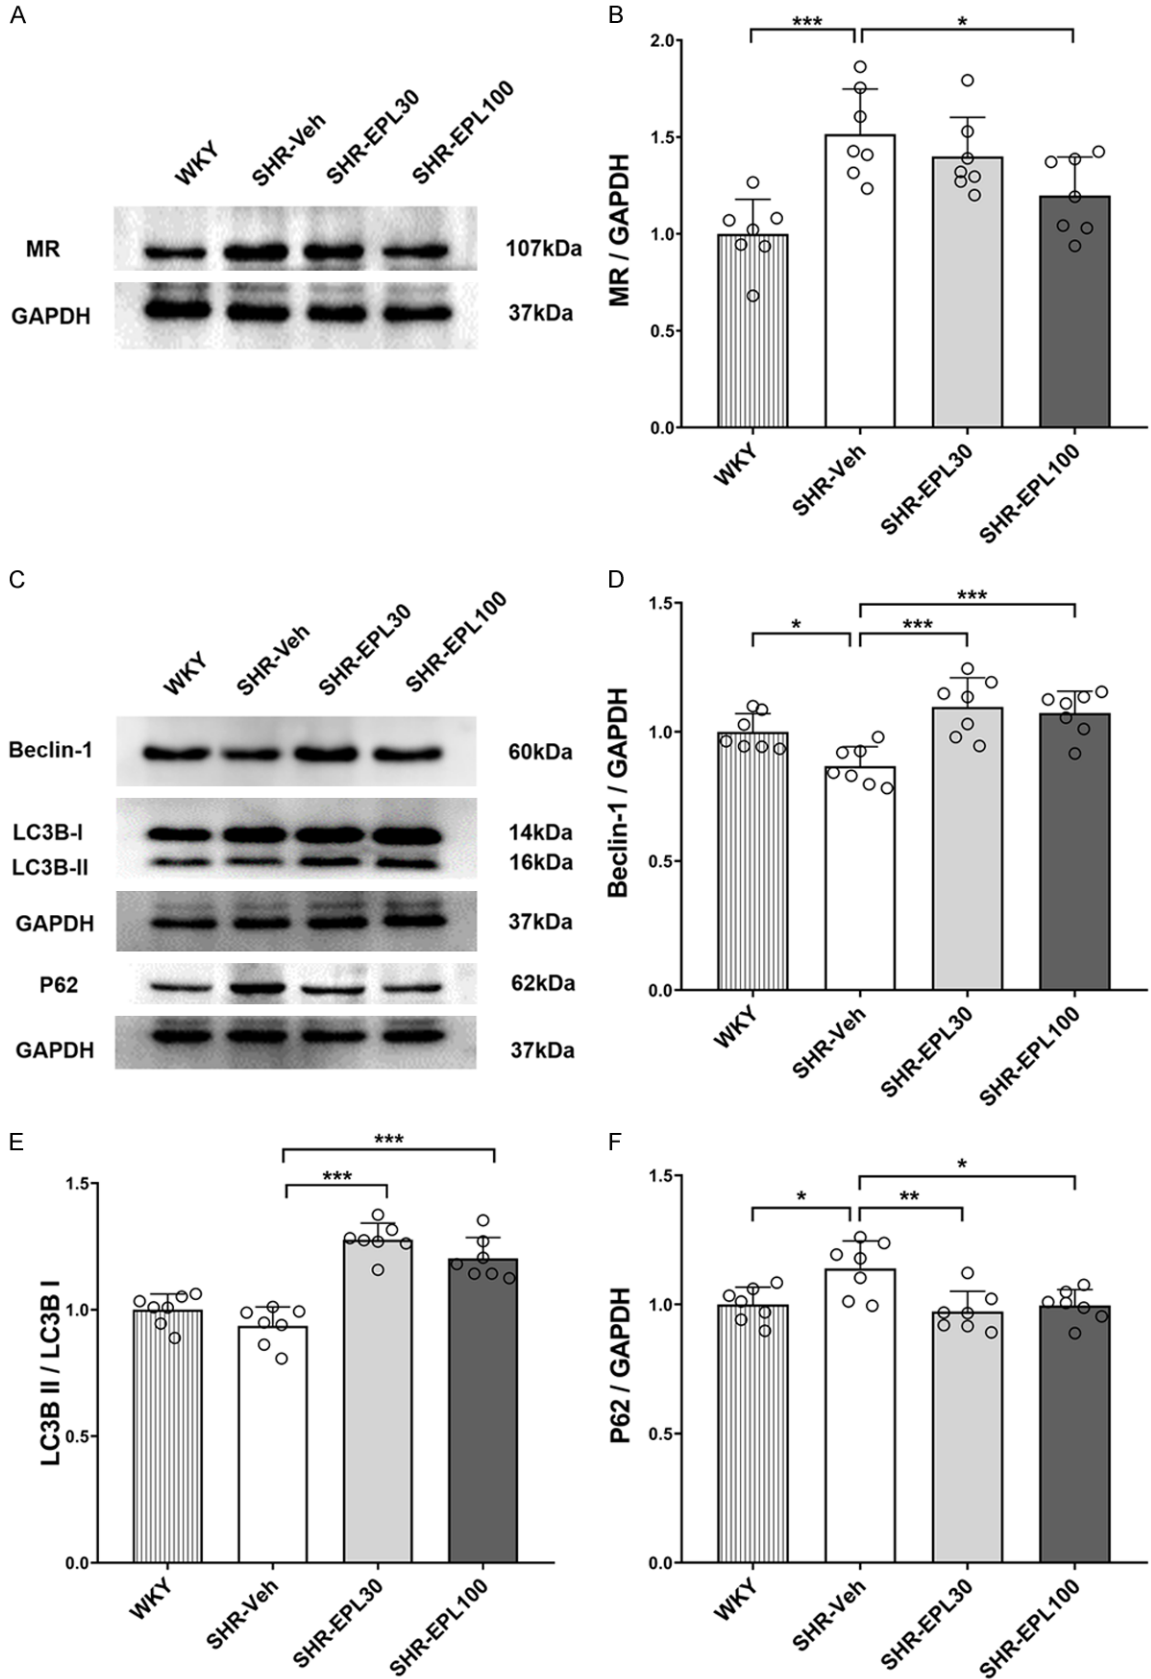 A
WKY
SHR-Veh
SHR-EPL30
SHR-EPL100
MR
107kDa
GAPDH
37kDa
B
***
*
2.0
1.5
1.0
0.5
0.0
MR / GAPDH
WKY
SHR-Veh
SHR-EPL30
SHR-EPL100
C
WKY
SHR-Veh
SHR-EPL30
SHR-EPL100
Beclin-1
60kDa
LC3B-I
14kDa
LC3B-II
16kDa
GAPDH
37kDa
P62
62kDa
GAPDH
37kDa
D
***
*
***
1.5
1.0
0.5
0.0
Beclin-1 / GAPDH
WKY
SHR-Veh
SHR-EPL30
SHR-EPL100
E
***
***
1.5
1.0
0.5
0.0
LC3B II / LC3B I
WKY
SHR-Veh
SHR-EPL30
SHR-EPL100
F
*
*
**
1.5
1.0
0.5
0.0
P62 / GAPDH
WKY
SHR-Veh
SHR-EPL30
SHR-EPL100